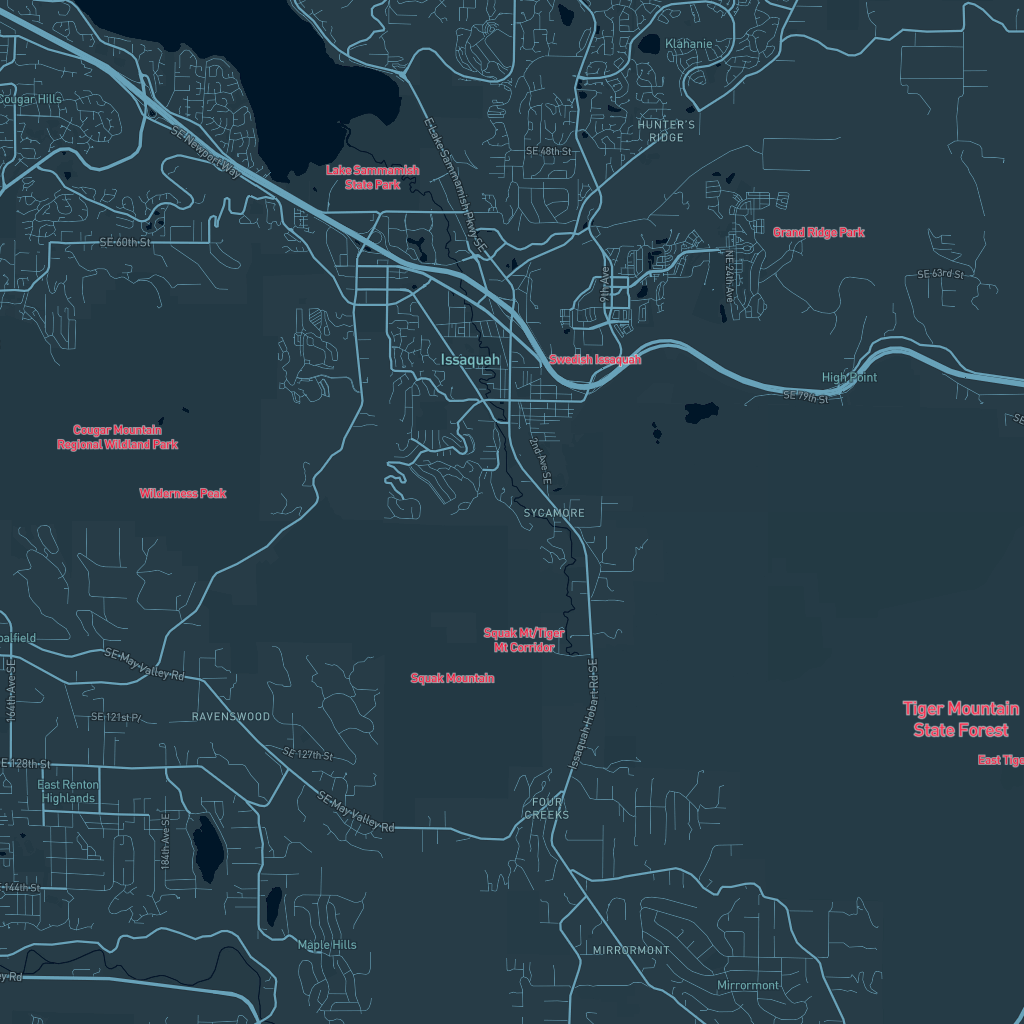 Klahanie
Cougar Hills
HUNTER'S
RIDGE
SE Newport Way
E Lake Sammamish Pkwy SE
SE 48th St
Lake Sammamish
State Park
Grand Ridge Park
SE 60th St
NE 24th Ave
SE 63rd St
9th Ave
Issaquah
Swedish Issaquah
High Point
SE 79th St
SE
Cougar Mountain
Regional Wildland Park
2nd Ave SE
Wilderness Peak
SYCAMORE
oalfield
Squak Mt/Tiger
Mt Corridor
SE May Valley Rd
164th Ave SE
Squak Mountain
Issaquah-Hobart Rd SE
SE 121st Pl
RAVENSWOOD
Tiger Mountain
State Forest
SE 127th St
E 128th St
East Tige
East Renton
Highlands
SE May Valley Rd
FOUR
CREEKS
184th Ave SE
144th St
Maple Hills
MIRRORMONT
ey Rd
Mirrormont